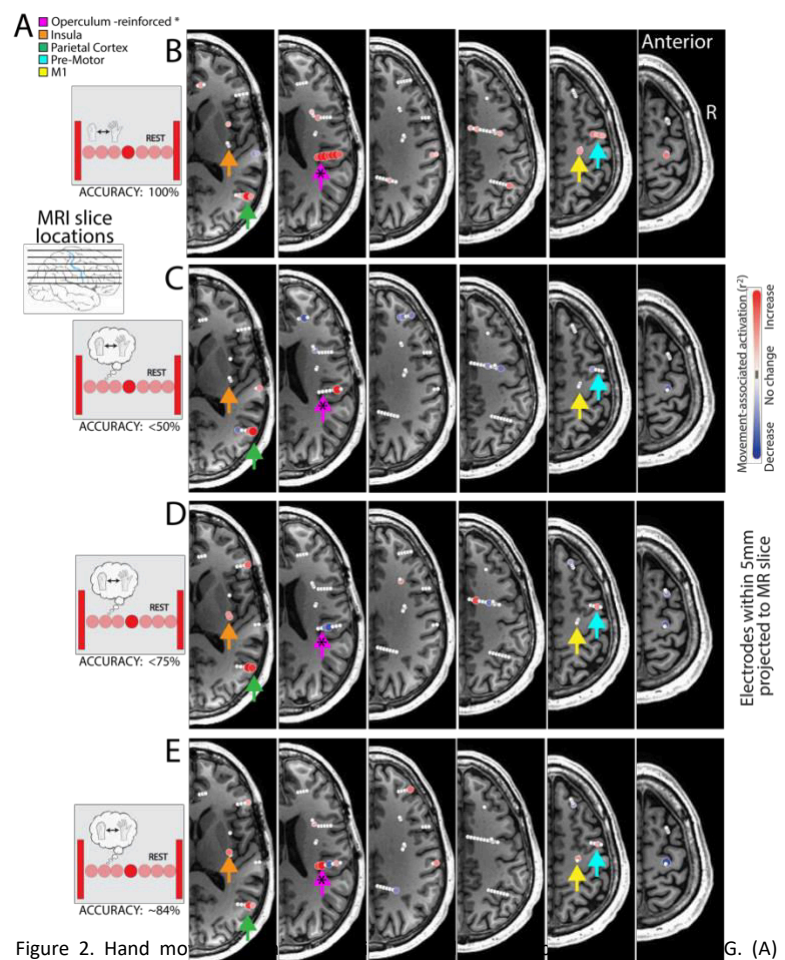 A
Operculum -reinforced *
Insula
Parietal Cortex
Pre-Motor
M1
B
Anterior
R
REST
ACCURACY: 100%
MRI slice
locations
C
REST
ACCURACY: <50%
Movement-associated activation (r²)
Decrease No change Increase
D
REST
ACCURACY: <75%
Electrodes within 5mm
projected to MR slice
E
REST
ACCURACY: ~84%
Figure 2. Hand G. (A)